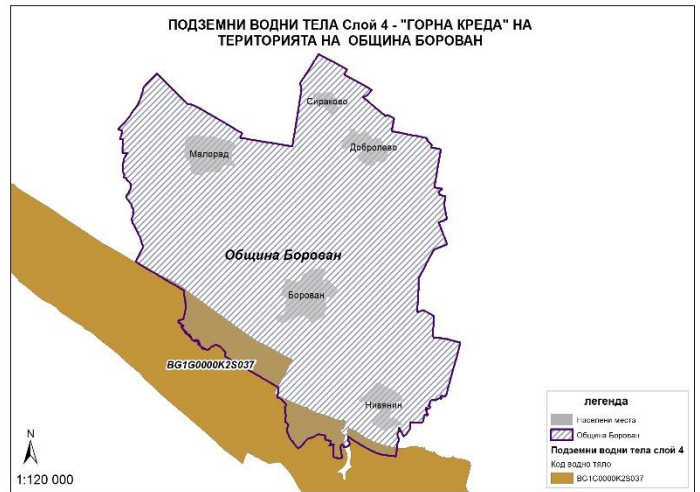 ПОДЗЕМНИ ВОДНИ ТЕЛА Слой 4 - "ГОРНА КРЕДА" НА
ТЕРИТОРИЯТА НА ОБЩИНА БОРОВАН
Сираково
Малорад
Добролево
Община Борован
Борован
BG1G0000K2S037
Нивянин
N
1:120 000
легенда
Населени места
Община Борован
Подземни водни тела слой 4
Код водно тяло
BG1G0000K2S037